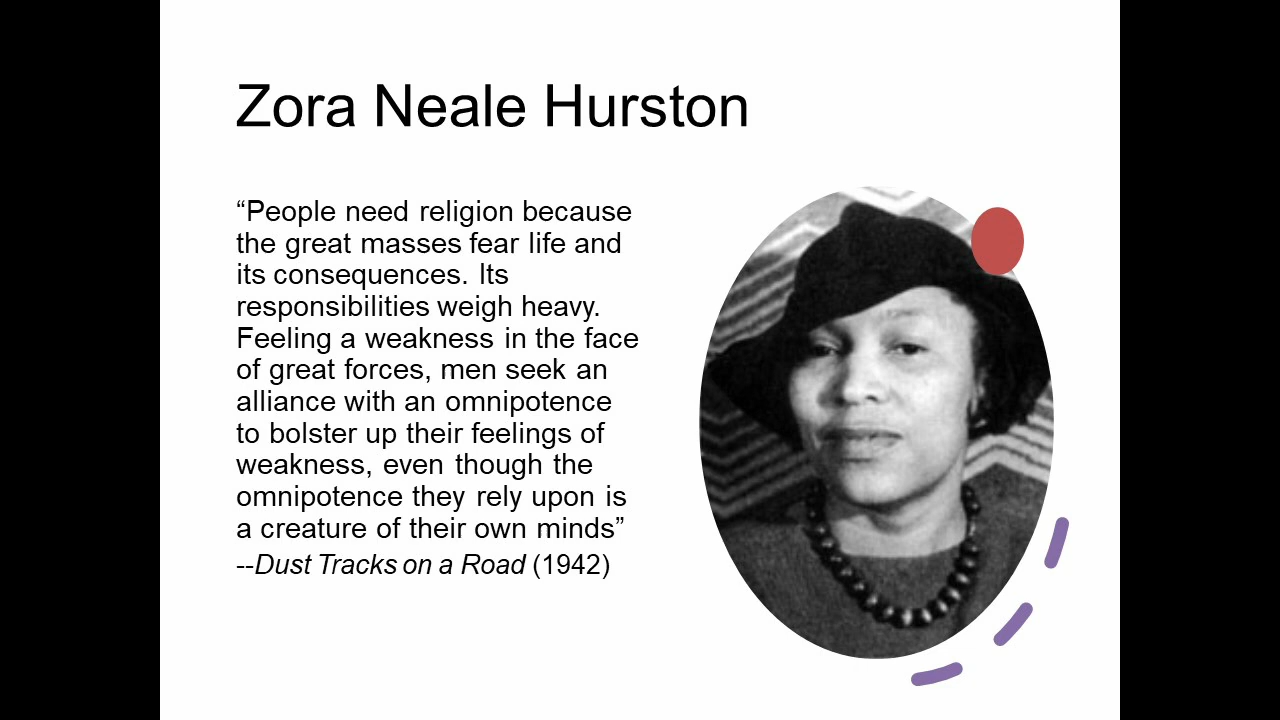 Zora Neale Hurston
“People need religion because
the great masses fear life and
its consequences. Its
responsibilities weigh heavy.
Feeling a weakness in the face
of great forces, men seek an
alliance with an omnipotence
to bolster up their feelings of
weakness, even though the
omnipotence they rely upon is
a creature of their own minds”
--Dust Tracks on a Road (1942)